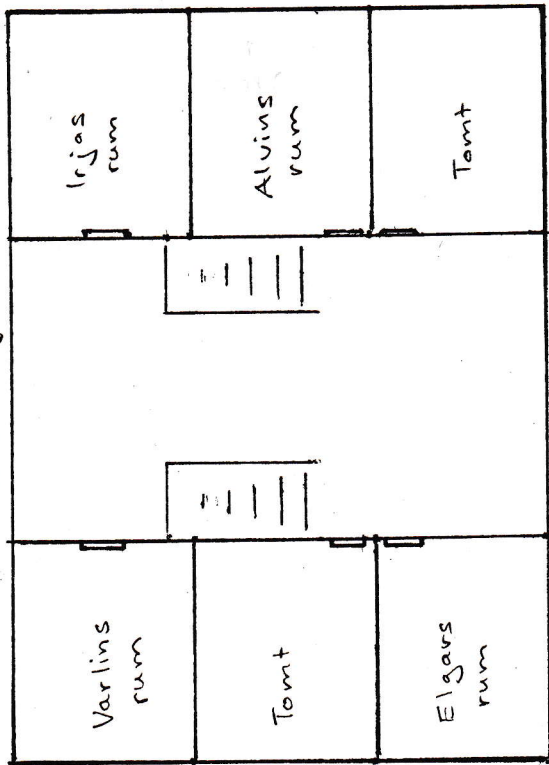 Varlins
rum
Irjas
rum
Tomt
Alvins
rum
Elgars
rum
Tomt